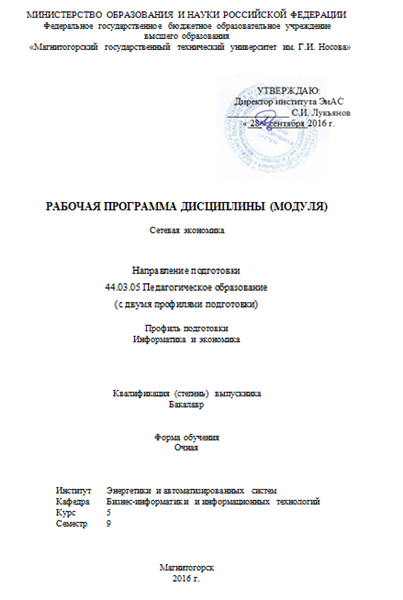 МИНИСТЕРСТВО ОБРАЗОВАНИЯ И НАУКИ РОССИЙСКОЙ ФЕДЕРАЦИИ
Федеральное государственное бюджетное образовательное учреждение
высшего образования
«Магнитогорский государственный технический университет им. Г.И. Носова»
УТВЕРЖДАЮ:
Директор института ЭиАС
С.И. Лукьянов
« 28 » сентября 2016 г.
РАБОЧАЯ ПРОГРАММА ДИСЦИПЛИНЫ (МОДУЛЯ)
Сетевая экономика
Направление подготовки
44.03.05 Педагогическое образование
(с двумя профилями подготовки)
Профиль подготовки
Информатика и экономика
Квалификация (степень) выпускника
Бакалавр
Форма обучения
Очная
Институт Энергетики и автоматизированных систем
Кафедра Бизнес-информатики и информационных технологий
Курс 5
Семестр 9
Магнитогорск
2016 г.